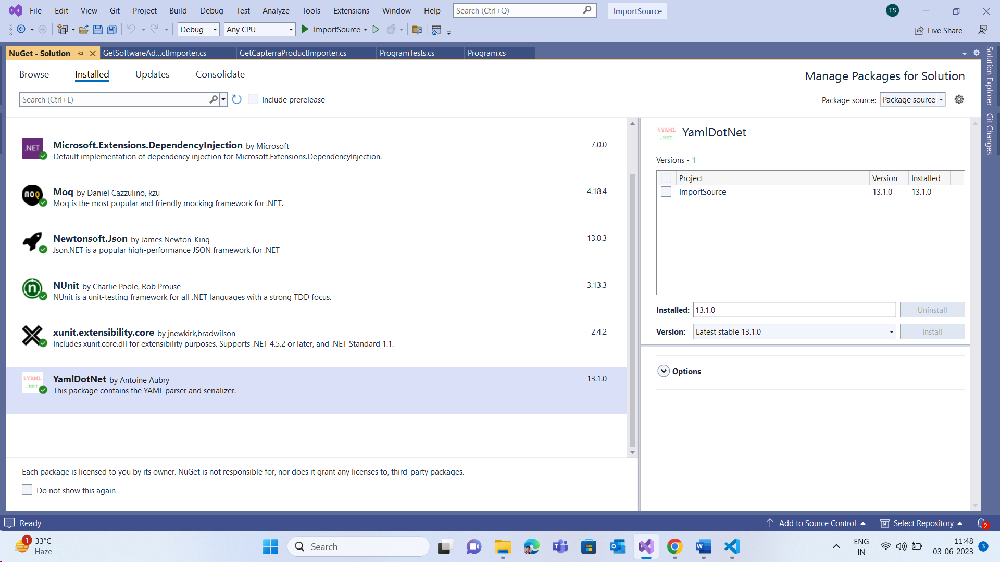 File Edit View Git Project Build Debug Test Analyze Tools Extensions Window Help Search (Ctrl+Q) ImportSource TS
Debug Any CPU ImportSource Live Share
NuGet - Solution GetSoftwareAd...ctImporter.cs GetCapterraProductImporter.cs ProgramTests.cs Program.cs
Solution Explorer
Git Changes
Browse Installed Updates Consolidate
Manage Packages for Solution
Search (Ctrl+L) Include prerelease
Package source: Package source
.NET
Microsoft.Extensions.DependencyInjection by Microsoft 7.0.0
Default implementation of dependency injection for Microsoft.Extensions.DependencyInjection.
MOQ
Moq by Daniel Cazzulino, kzu 4.18.4
Moq is the most popular and friendly mocking framework for .NET.
Newtonsoft.Json by James Newton-King 13.0.3
Json.NET is a popular high-performance JSON framework for .NET
n
NUnit by Charlie Poole, Rob Prouse 3.13.3
NUnit is a unit-testing framework for all .NET languages with a strong TDD focus.
xunit.extensibility.core by jnewkirk,bradwilson 2.4.2
Includes xunit.core.dll for extensibility purposes. Supports .NET 4.5.2 or later, and .NET Standard 1.1.
%YAML
.NET
YamlDotNet by Antoine Aubry 13.1.0
This package contains the YAML parser and serializer.
Each package is licensed to you by its owner. NuGet is not responsible for, nor does it grant any licenses to, third-party packages.
Do not show this again
%YAML
.NET
YamlDotNet
Versions - 1
Project Version Installed
ImportSource 13.1.0 13.1.0
Installed: 13.1.0 Uninstall
Version: Latest stable 13.1.0 Install
Options
Ready Add to Source Control Select Repository 2
1
33°C
Haze
Search
ENG
IN
11:48
03-06-2023
3